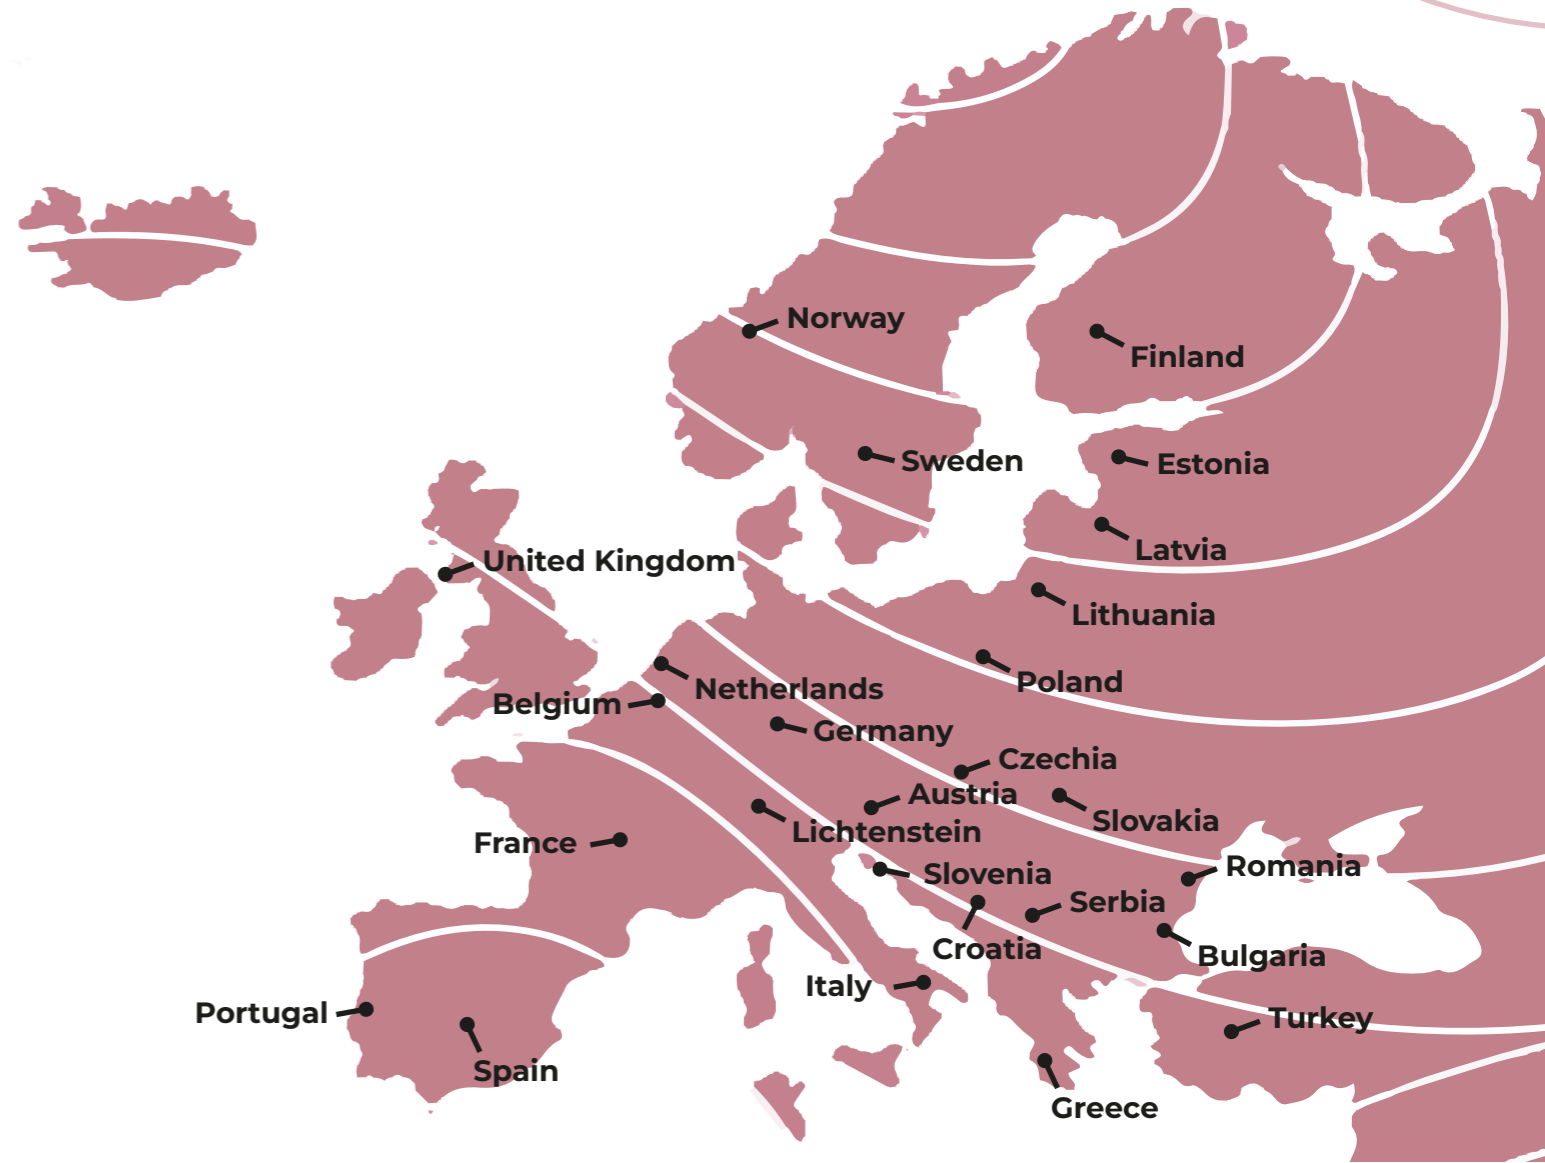 Norway
Finland
Sweden
Estonia
Latvia
United Kingdom
Lithuania
Poland
Netherlands
Belgium
Germany
Czechia
Austria
Slovakia
Lichtenstein
France
Romania
Slovenia
Serbia
Croatia
Bulgaria
Italy
Portugal
Turkey
Spain
Greece